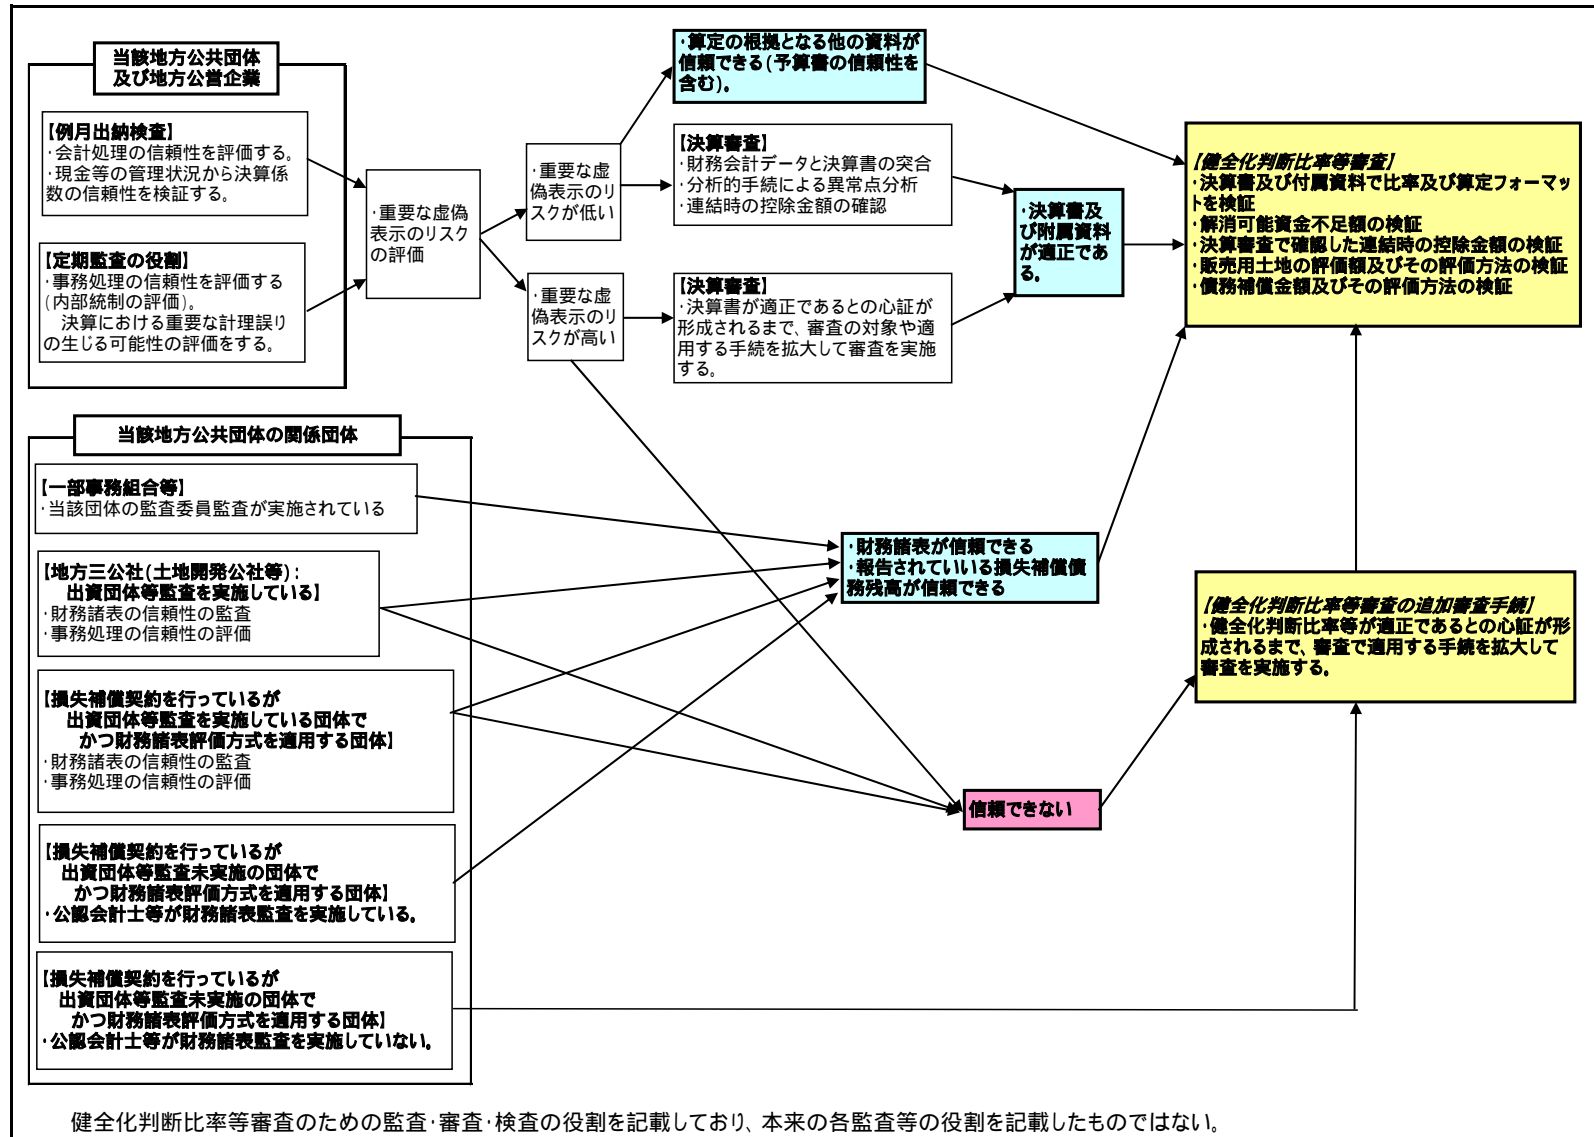 当該地方公共団体
及び地方公営企業
【例月出納検査】
・会計処理の信頼性を評価する。
・現金等の管理状況から決算係
数の信頼性を検証する。
【定期監査の役割】
・事務処理の信頼性を評価する
(内部統制の評価)。
決算における重要な計理誤り
の生じる可能性の評価をする。
・重要な虚偽
表示のリスク
の評価
・重要な虚
偽表示のリ
スクが低い
・重要な虚
偽表示のリ
スクが高い
・算定の根拠となる他の資料が
信頼できる(予算書の信頼性を
含む)。
【決算審査】
・財務会計データと決算書の突合
・分析的手続による異常点分析
・連結時の控除金額の確認
【決算審査】
・決算書が適正であるとの心証が
形成されるまで、審査の対象や適
用する手続を拡大して審査を実施
する。
・決算書及
び附属資料
が適正であ
る。
【健全化判断比率等審査】
・決算書及び付属資料で比率及び算定フォーマッ
トを検証
・解消可能資金不足額の検証
・決算審査で確認した連結時の控除金額の検証
・販売用土地の評価額及びその評価方法の検証
・債務補償金額及びその評価方法の検証
当該地方公共団体の関係団体
【一部事務組合等】
・当該団体の監査委員監査が実施されている
【地方三公社(土地開発公社等):
出資団体等監査を実施している】
・財務諸表の信頼性の監査
・事務処理の信頼性の評価
【損失補償契約を行っているが
出資団体等監査を実施している団体で
かつ財務諸表評価方式を適用する団体】
・財務諸表の信頼性の監査
・事務処理の信頼性の評価
【損失補償契約を行っているが
出資団体等監査未実施の団体で
かつ財務諸表評価方式を適用する団体】
・公認会計士等が財務諸表監査を実施している。
【損失補償契約を行っているが
出資団体等監査未実施の団体で
かつ財務諸表評価方式を適用する団体】
・公認会計士等が財務諸表監査を実施していない。
・財務諸表が信頼できる
・報告されていいる損失補償債
務残高が信頼できる
信頼できない
【健全化判断比率等審査の追加審査手続】
・健全化判断比率等が適正であるとの心証が形
成されるまで、審査で適用する手続を拡大して
審査を実施する。
健全化判断比率等審査のための監査・審査・検査の役割を記載しており、本来の各監査等の役割を記載したものではない。